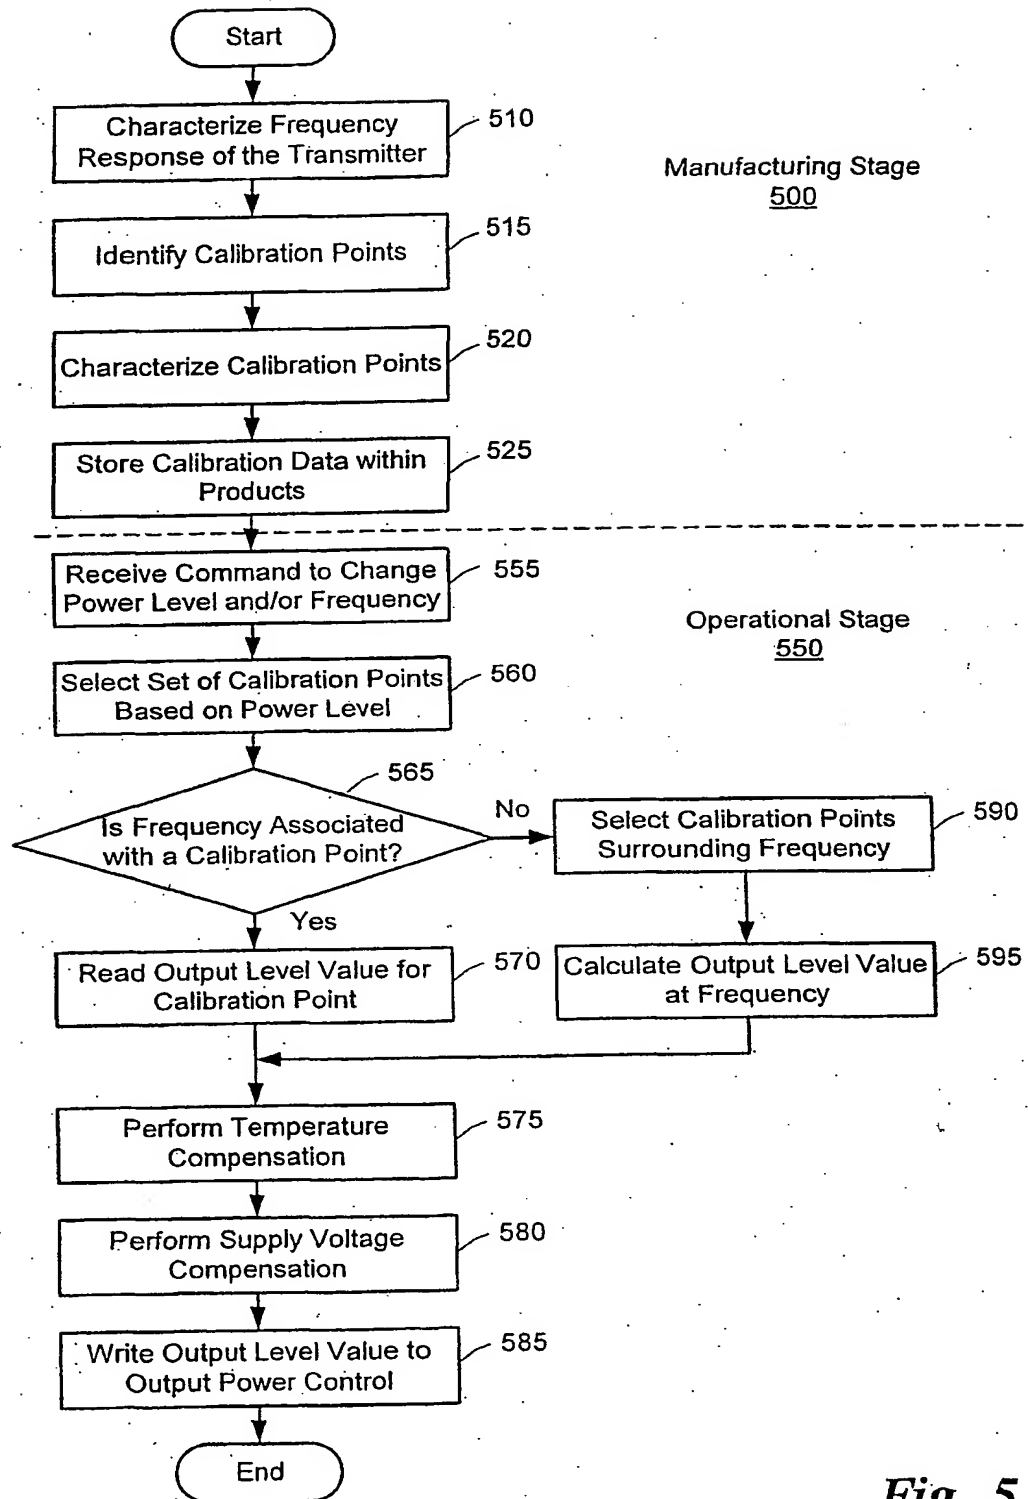 Start
Characterize Frequency
Response of the Transmitter
510
Manufacturing Stage
500
Identify Calibration Points
515
Characterize Calibration Points
520
Store Calibration Data within
Products
525
Receive Command to Change
Power Level and/or Frequency
555
Operational Stage
550
Select Set of Calibration Points
Based on Power Level
560
565
Is Frequency Associated
with a Calibration Point?
No
Yes
Select Calibration Points
Surrounding Frequency
590
Read Output Level Value for
Calibration Point
570
Calculate Output Level Value
at Frequency
595
Perform Temperature
Compensation
575
Perform Supply Voltage
Compensation
580
Write Output Level Value to
Output Power Control
585
End
Fig. 5